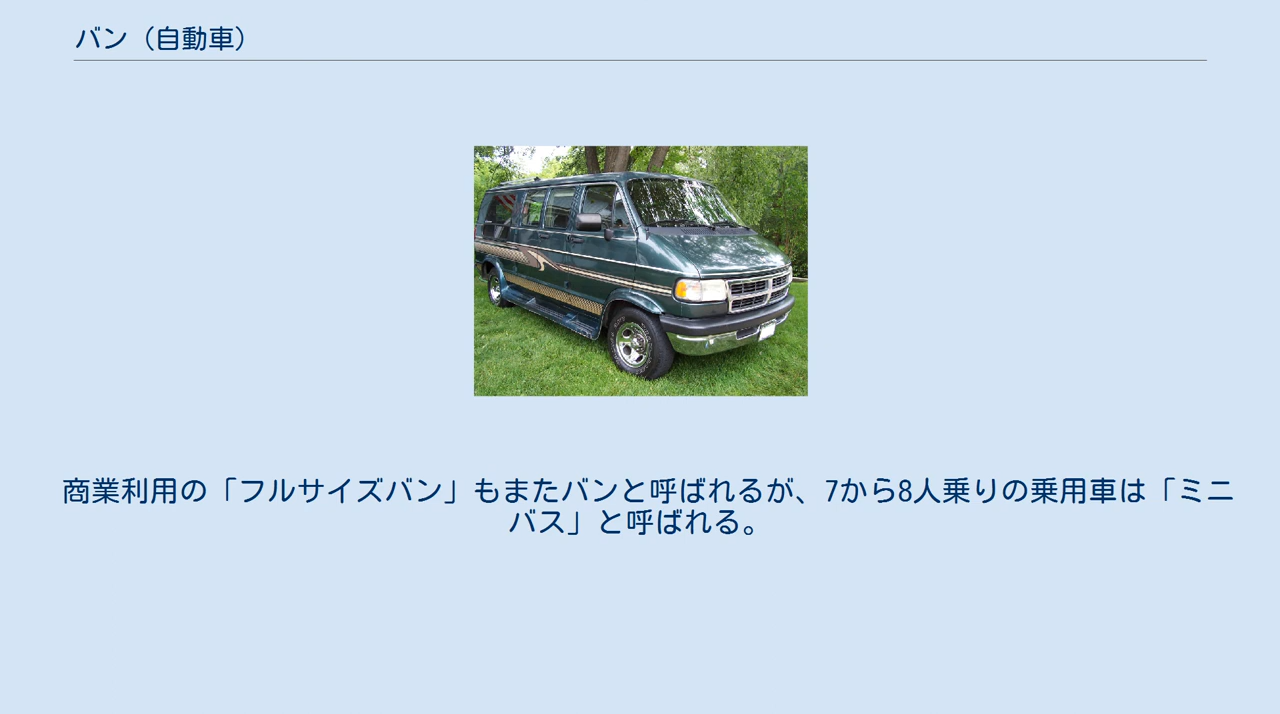 バン（自動車）
商業利用の「フルサイズバン」もまたバンと呼ばれるが、7から8人乗りの乗用車は「ミニ
バス」と呼ばれる。